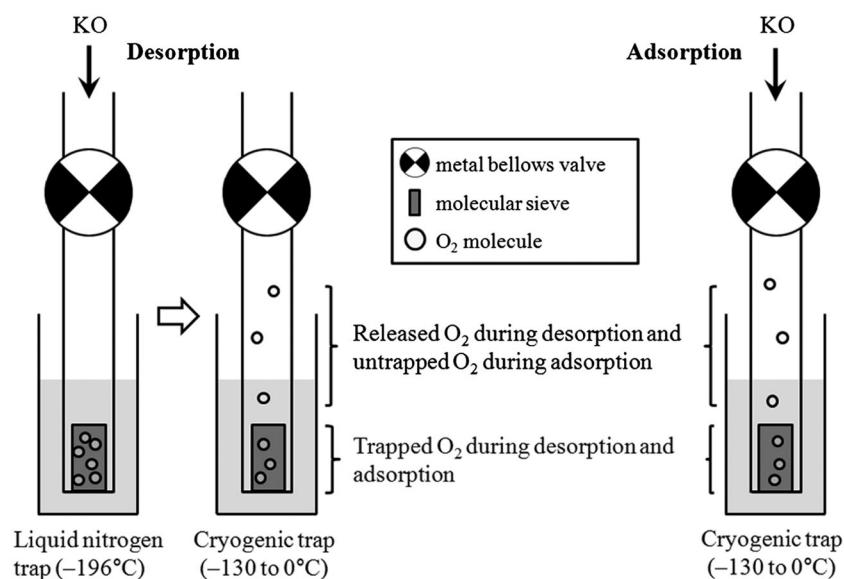 KO
Desorption
KO
Adsorption
metal bellows valve
molecular sieve
O₂ molecule
Released O₂ during desorption and
untrapped O₂ during adsorption
Trapped O₂ during desorption and
adsorption
Liquid nitrogen
trap (–196°C)
Cryogenic trap
(–130 to 0°C)
Cryogenic trap
(–130 to 0°C)